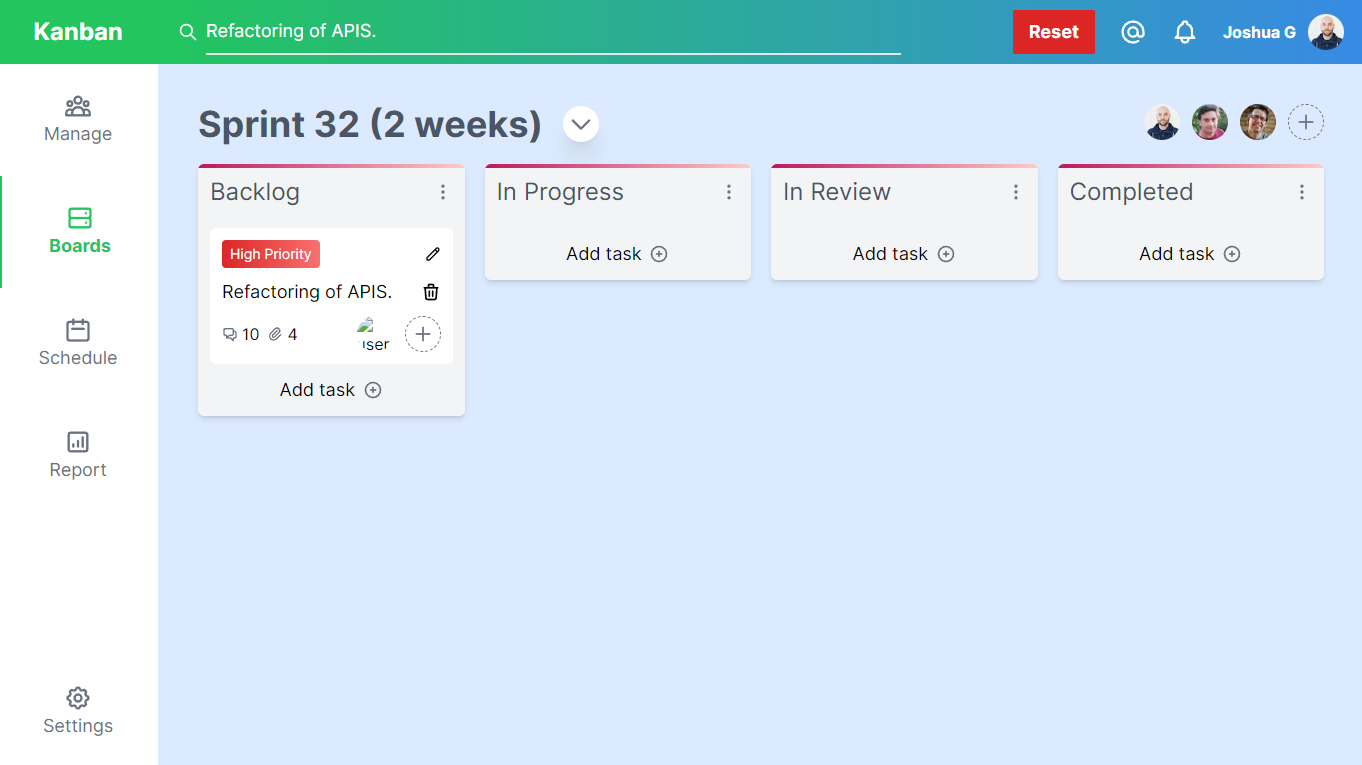 Kanban
Refactoring of APIS.
Reset
Joshua G
Manage
Boards
Schedule
Report
Settings
Sprint 32 (2 weeks)
Backlog
High Priority
Refactoring of APIS.
10 4
user
Add task
In Progress
Add task
In Review
Add task
Completed
Add task